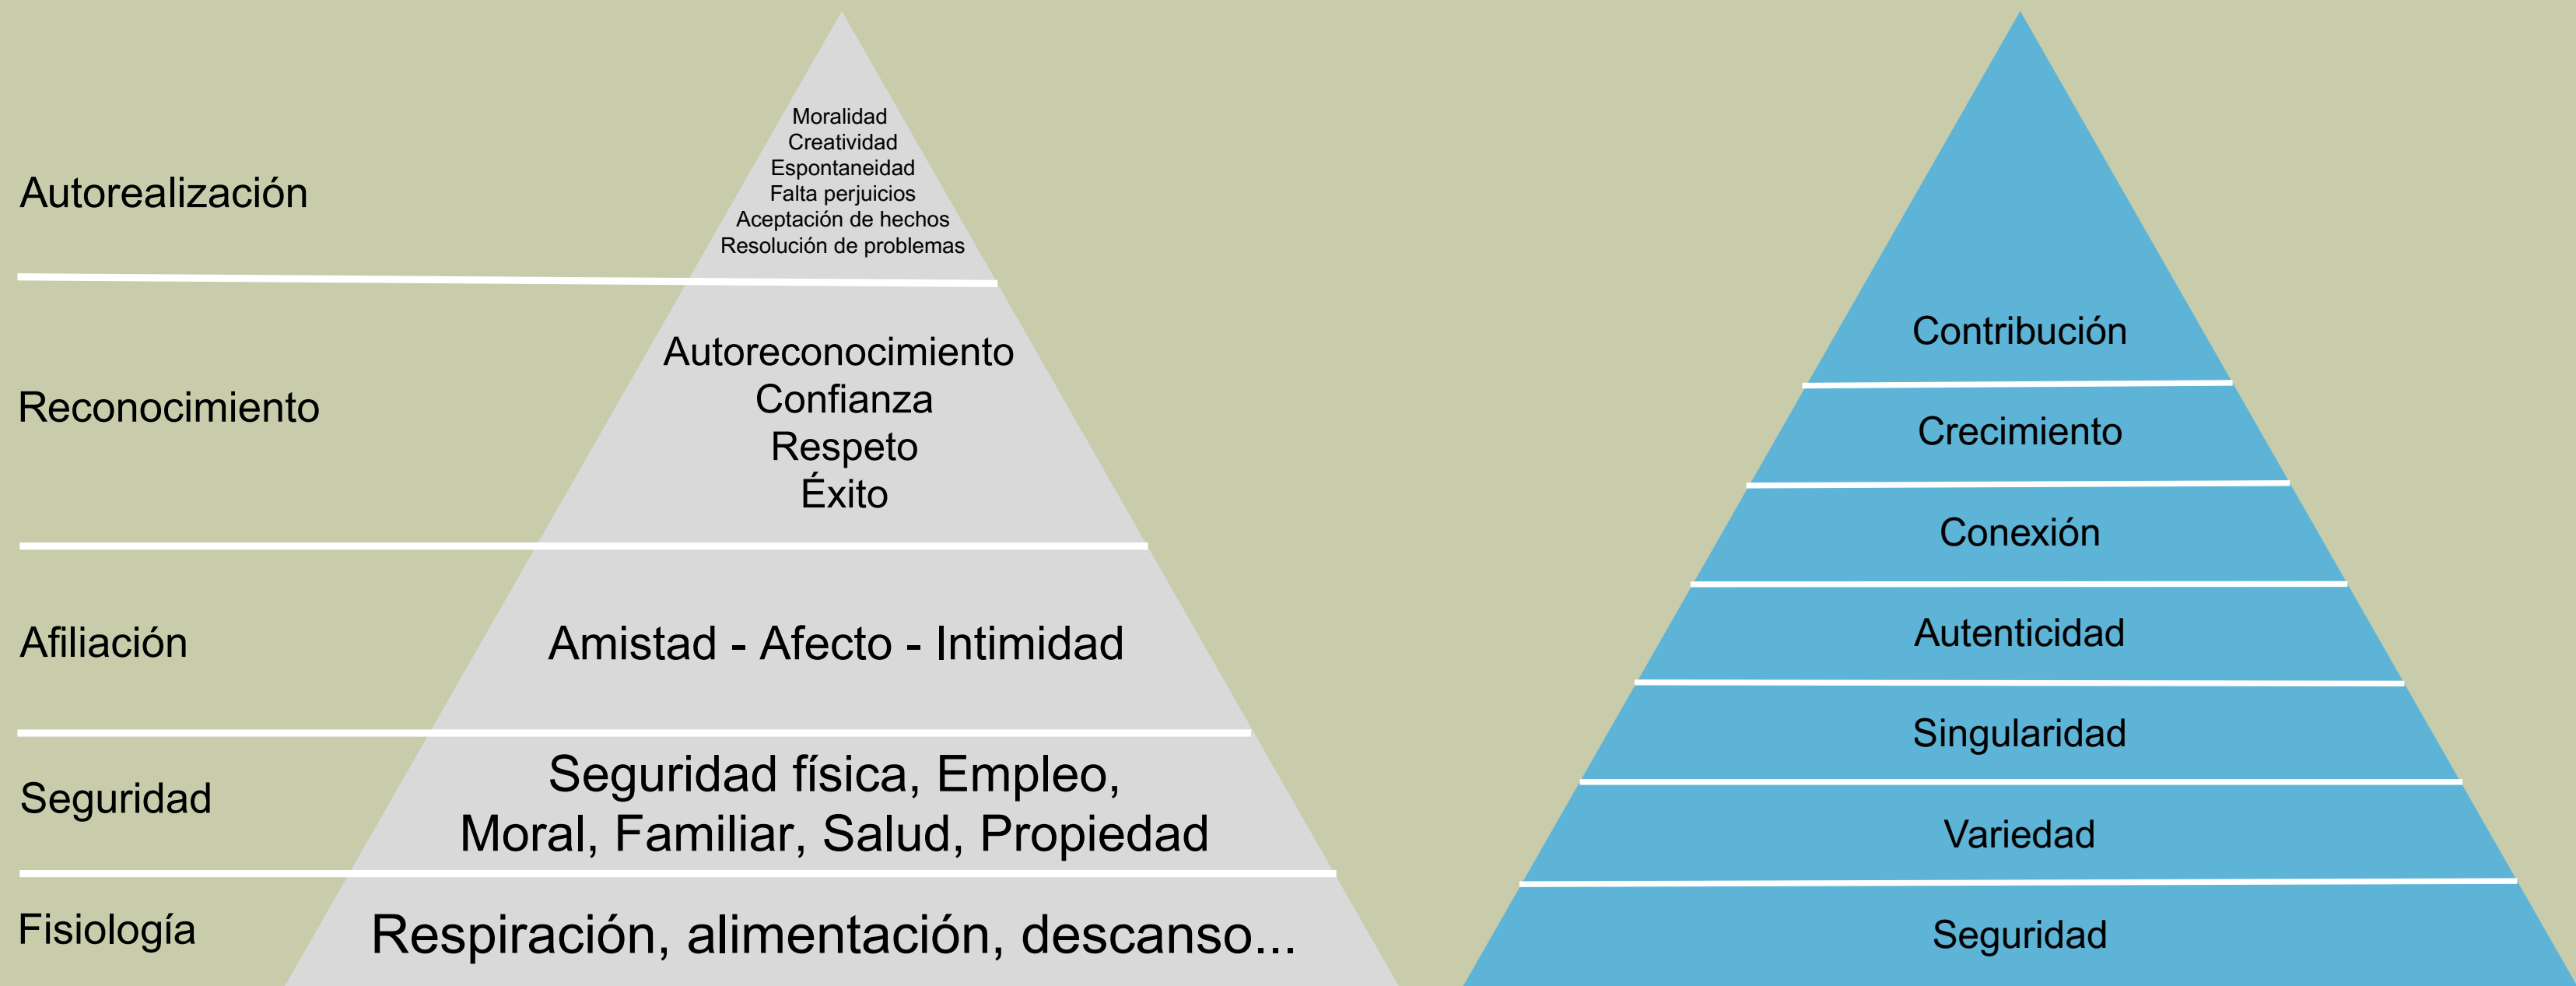 Autorealización
Moralidad
Creatividad
Espontaneidad
Falta perjuicios
Aceptación de hechos
Resolución de problemas
Reconocimiento
Autoreconocimiento
Confianza
Respeto
Éxito
Afiliación
Amistad - Afecto - Intimidad
Seguridad
Seguridad física, Empleo,
Moral, Familiar, Salud, Propiedad
Fisiología
Respiración, alimentación, descanso...
Contribución
Crecimiento
Conexión
Autenticidad
Singularidad
Variedad
Seguridad